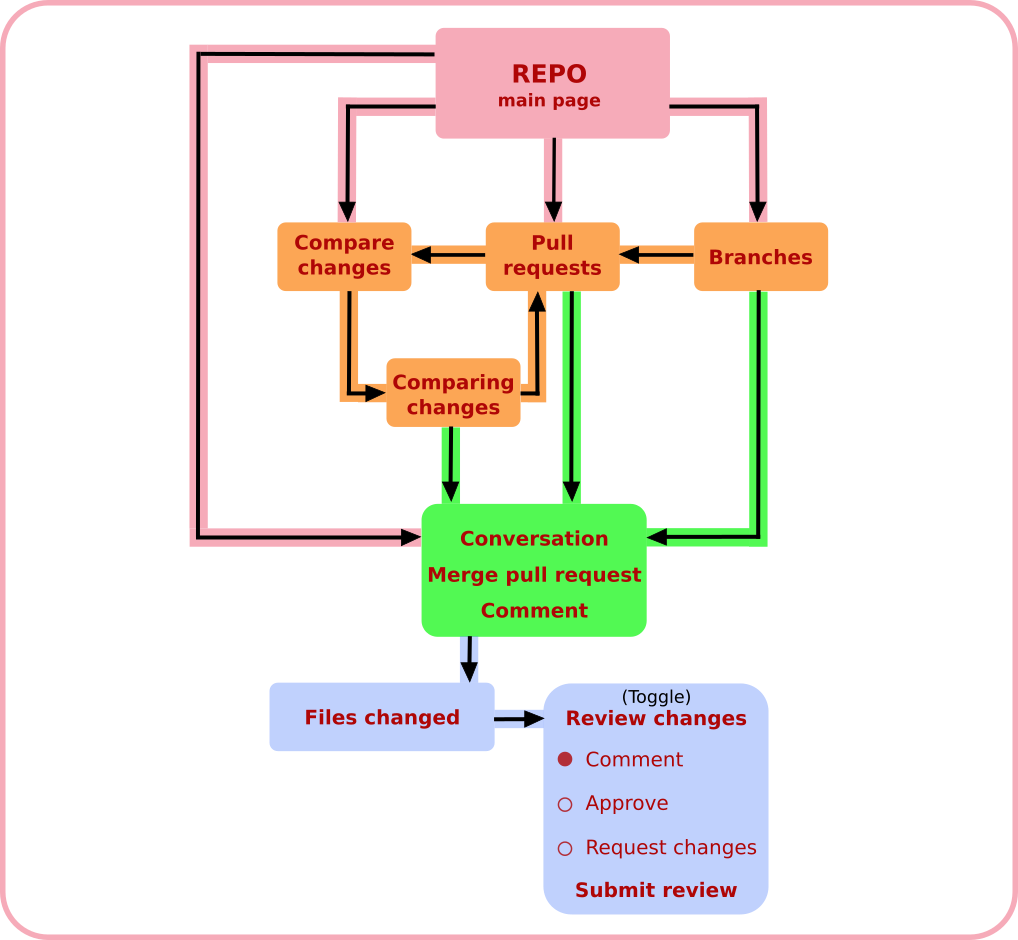 REPO
main page
Compare
changes
Pull
requests
Branches
Comparing
changes
Conversation
Merge pull request
Comment
Files changed
(Toggle)
Review changes
Comment
Approve
Request changes
Submit review